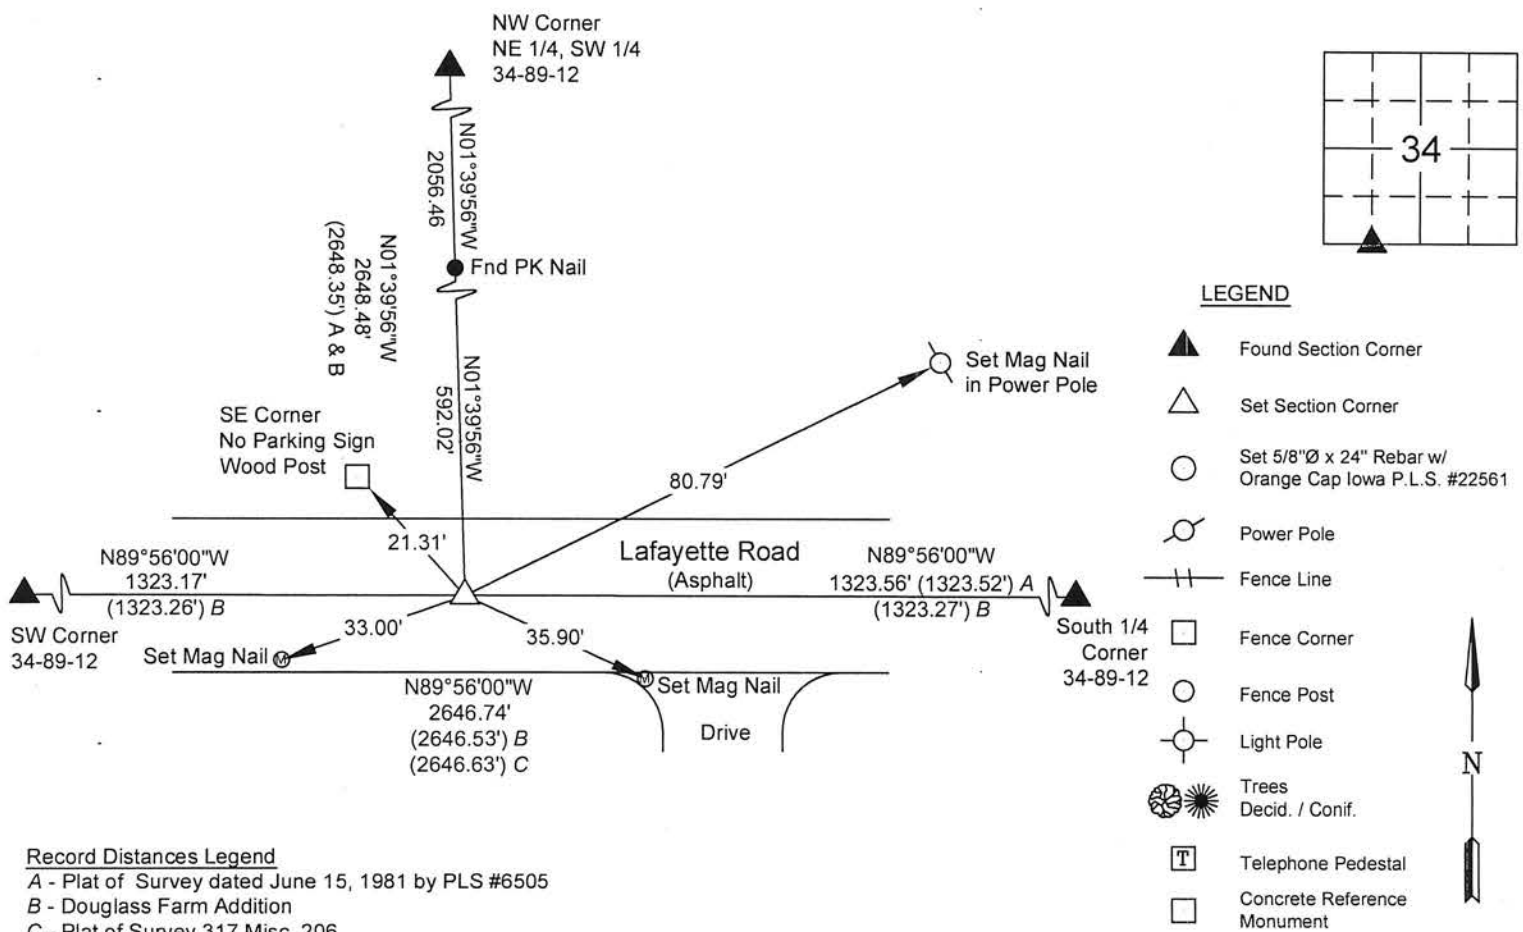 NW Corner
NE 1/4, SW 1/4
34-89-12
34
N01°39'56"W
2056.46
N01°39'56"W
2648.48'
(2648.35') A & B
Fnd PK Nail
N01°39'56"W
592.02'
SE Corner
No Parking Sign
Wood Post
Set Mag Nail
in Power Pole
80.79'
21.31'
Lafayette Road
(Asphalt)
N89°56'00"W
1323.17'
(1323.26') B
N89°56'00"W
1323.56' (1323.52') A
(1323.27') B
SW Corner
34-89-12
33.00'
35.90'
South 1/4
Corner
34-89-12
Set Mag Nail
M
M
Set Mag Nail
N89°56'00"W
2646.74'
(2646.53') B
(2646.63') C
Drive
LEGEND
Found Section Corner
Set Section Corner
Set 5/8"Ø x 24" Rebar w/
Orange Cap Iowa P.L.S. #22561
Power Pole
Fence Line
Fence Corner
Fence Post
Light Pole
Trees
Decid. / Conif.
T Telephone Pedestal
Concrete Reference
Monument
N
Record Distances Legend
A - Plat of Survey dated June 15, 1981 by PLS #6505
B - Douglass Farm Addition
C - Plat of Survey 317 Misc. 206